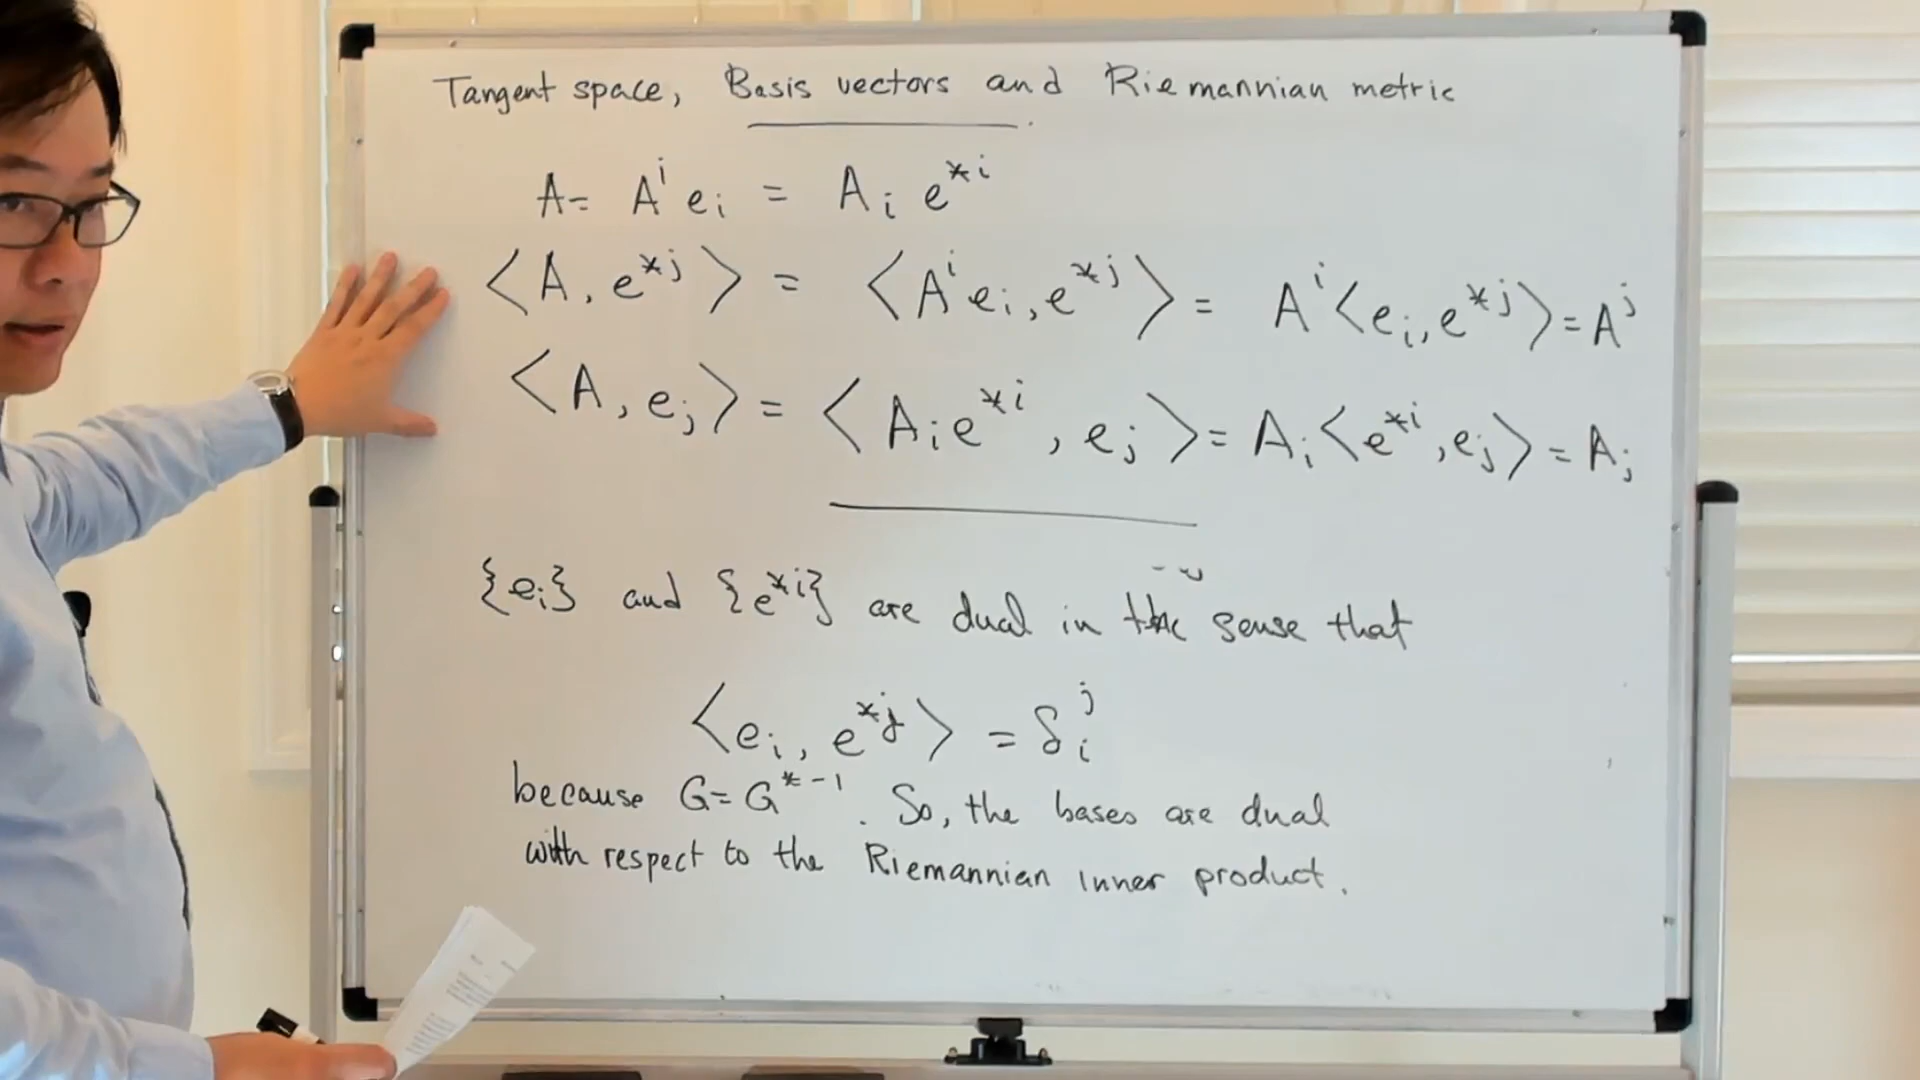 Tangent space, Basis vectors and Riemannian metric
A = A^i e_i = A_i e^{*i}
⟨A, e^{*j}⟩ = ⟨A^i e_i, e^{*j}⟩ = A^i ⟨e_i, e^{*j}⟩ = A^j
⟨A, e_j⟩ = ⟨A_i e^{*i}, e_j⟩ = A_i ⟨e^{*i}, e_j⟩ = A_j
{e_i} and {e^{*i}} are dual in the sense that
⟨e_i, e^{*j}⟩ = δ_i^j
because G = G^{*-1}. So, the bases are dual
with respect to the Riemannian inner product.